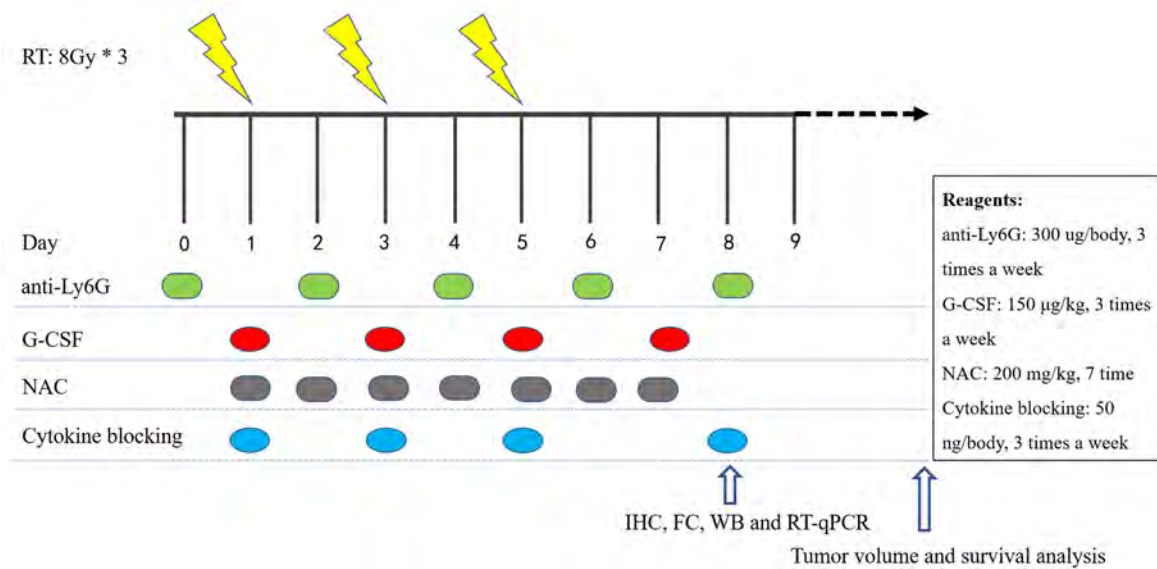 RT: 8Gy * 3
Day 0 1 2 3 4 5 6 7 8 9
anti-Ly6G
G-CSF
NAC
Cytokine blocking
Reagents:
anti-Ly6G: 300 ug/body, 3
times a week
G-CSF: 150 μg/kg, 3 times
a week
NAC: 200 mg/kg, 7 time
Cytokine blocking: 50
ng/body, 3 times a week
IHC, FC, WB and RT-qPCR
Tumor volume and survival analysis